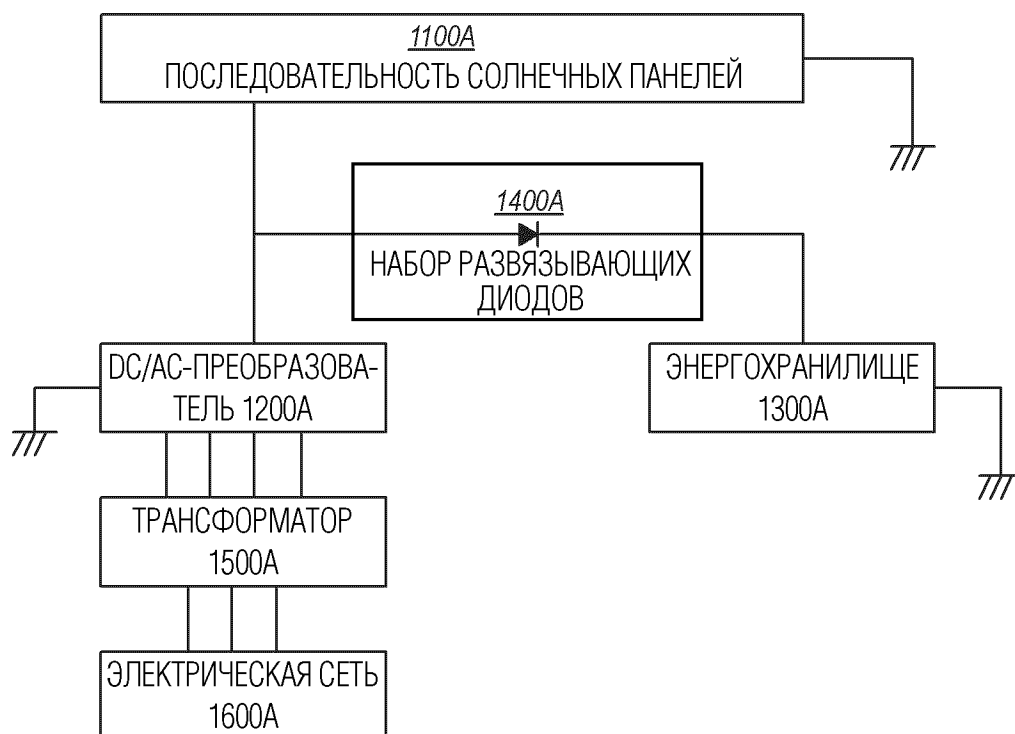 1100A
ПОСЛЕДОВАТЕЛЬНОСТЬ СОЛНЕЧНЫХ ПАНЕЛЕЙ
1400A
НАБОР РАЗВЯЗЫВАЮЩИХ
ДИОДОВ
DC/AC-ПРЕОБРАЗОВА-
ТЕЛЬ 1200A
ЭНЕРГОХРАНИЛИЩЕ
1300A
ТРАНСФОРМАТОР
1500A
ЭЛЕКТРИЧЕСКАЯ СЕТЬ
1600A